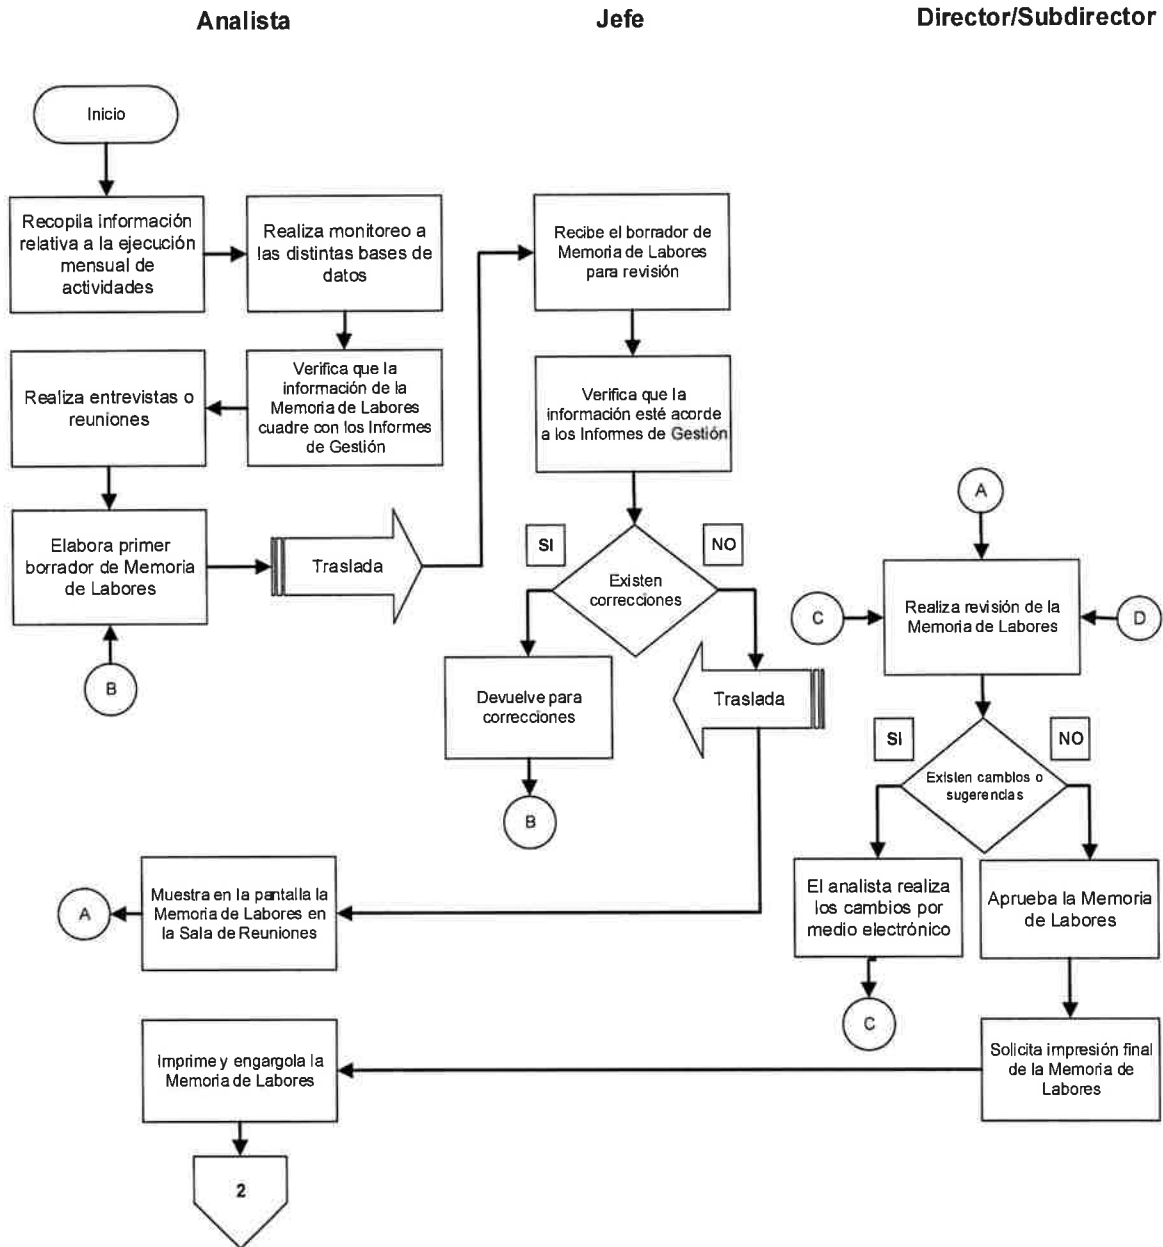 Analista
Jefe
Director/Subdirector
Inicio
Recopila información
relativa a la ejecución
mensual de
actividades
Realiza monitoreo a
las distintas bases de
datos
Recibe el borrador de
Memoria de Labores
para revisión
Realiza entrevistas o
reuniones
Verifica que la
información de la
Memoria de Labores
cuadre con los Informes
de Gestión
Verifica que la
información esté acorde
a los Informes de Gestión
Elabora primer
borrador de Memoria
de Labores
Traslada
SI
NO
Existen
correcciones
A
C
Realiza revisión de la
Memoria de Labores
D
B
Devuelve para
correcciones
Traslada
SI
NO
Existen cambios o
sugerencias
B
A
Muestra en la pantalla la
Memoria de Labores en
la Sala de Reuniones
El analista realiza
los cambios por
medio electrónico
Aprueba la Memoria
de Labores
C
Imprime y engargola la
Memoria de Labores
Solicita impresión final
de la Memoria de
Labores
2